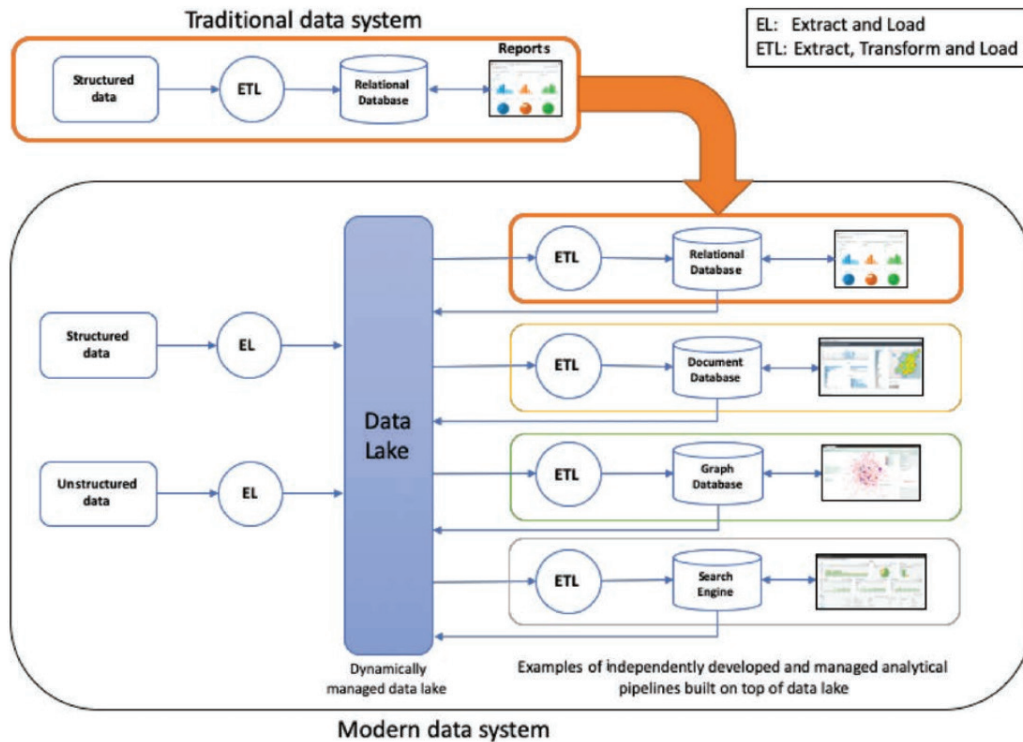 Traditional data system
EL: Extract and Load
ETL: Extract, Transform and Load
Structured
data
ETL
Relational
Database
Reports
Structured
data
EL
Unstructured
data
EL
Data
Lake
Dynamically
managed data lake
ETL
Relational
Database
ETL
Document
Database
ETL
Graph
Database
ETL
Search
Engine
Examples of independently developed and managed analytical
pipelines built on top of data lake
Modern data system